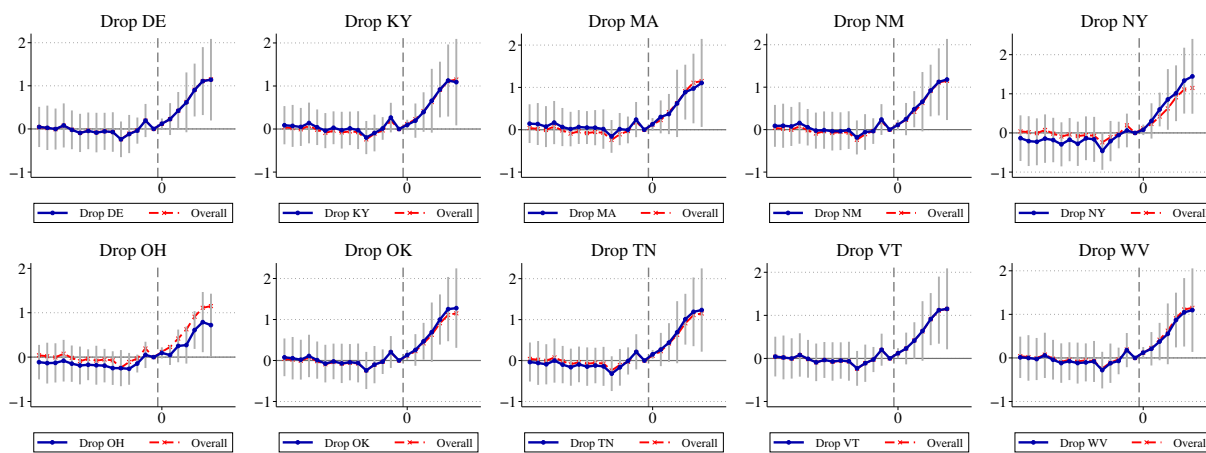 Drop DE
2
1
0
−1
0
Drop DE Overall
Drop KY
2
1
0
−1
0
Drop KY Overall
Drop MA
2
1
0
−1
0
Drop MA Overall
Drop NM
2
1
0
−1
0
Drop NM Overall
Drop NY
2
1
0
−1
0
Drop NY Overall
Drop OH
2
1
0
−1
0
Drop OH Overall
Drop OK
2
1
0
−1
0
Drop OK Overall
Drop TN
2
1
0
−1
0
Drop TN Overall
Drop VT
2
1
0
−1
0
Drop VT Overall
Drop WV
2
1
0
−1
0
Drop WV Overall